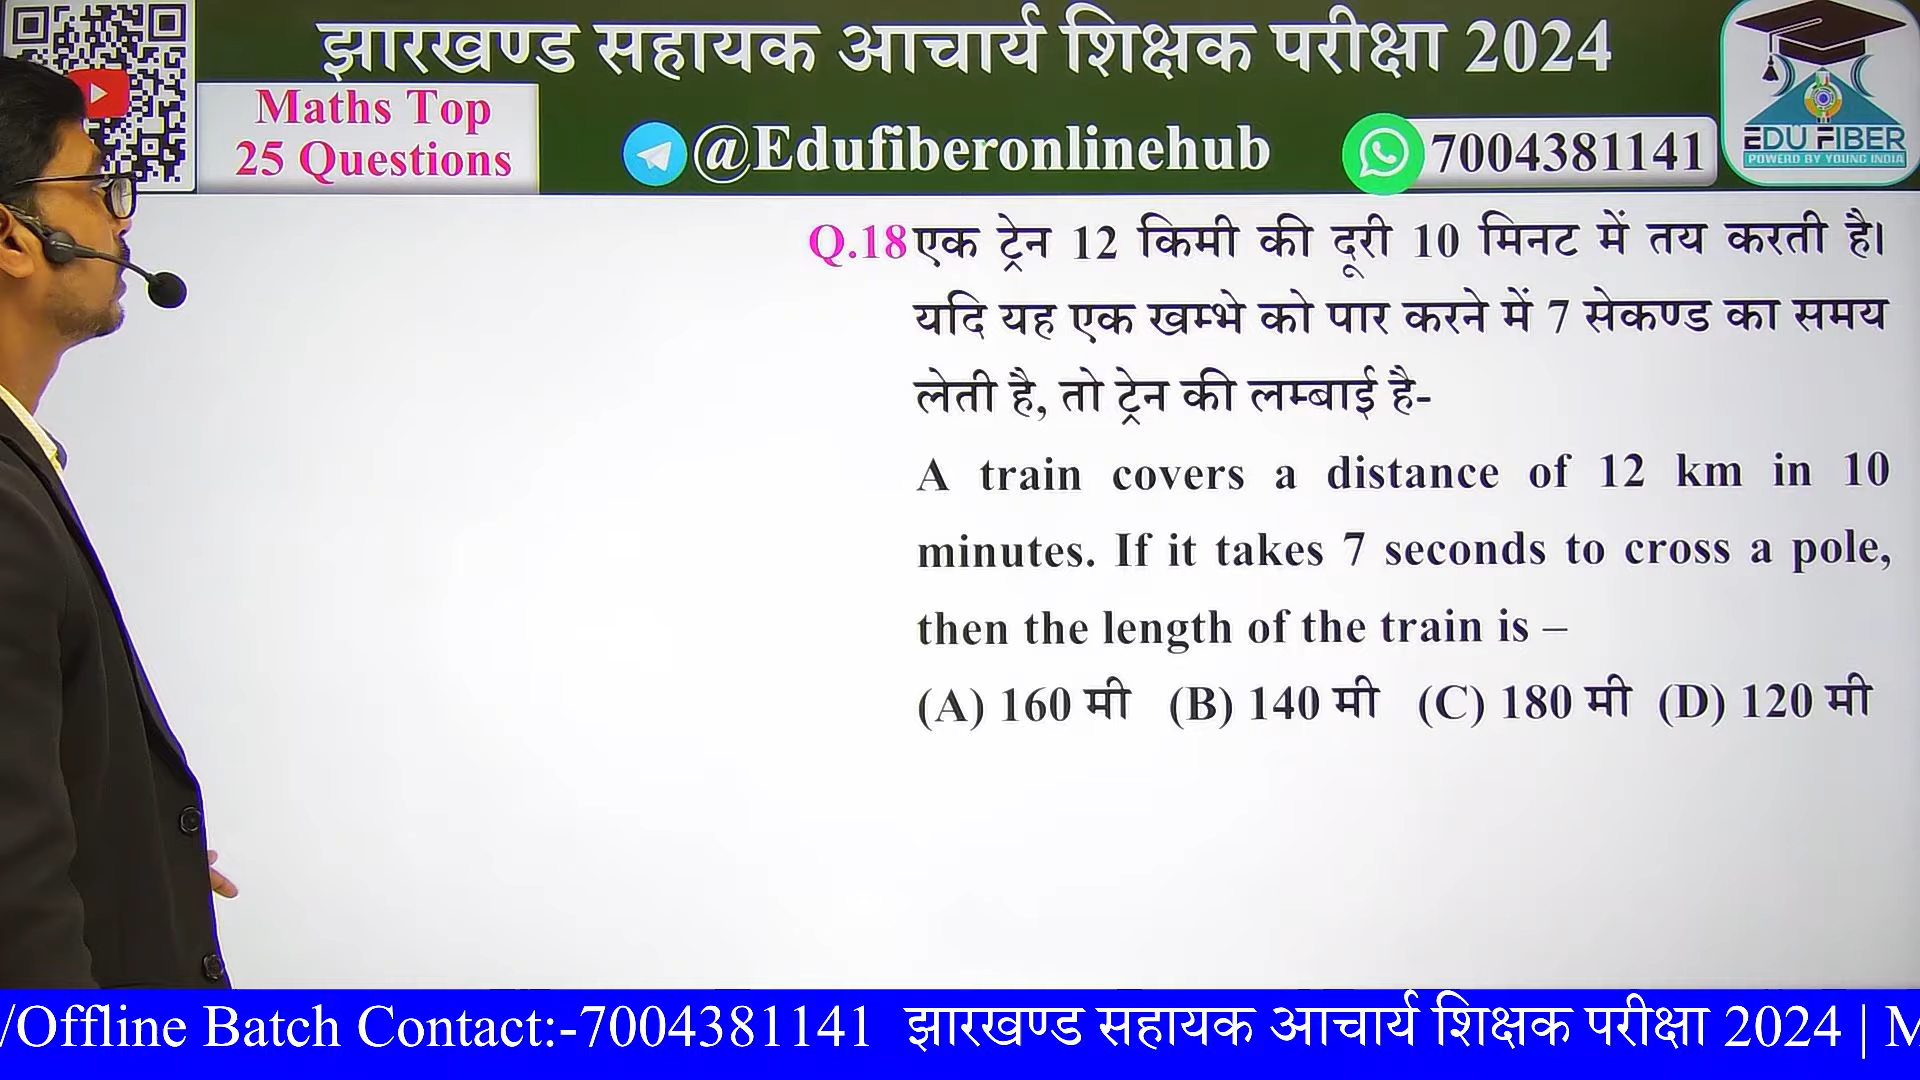 झारखण्ड सहायक आचार्य शिक्षक परीक्षा 2024
Maths Top
25 Questions
@Edufiberonlinehub
7004381141
EDU FIBER
POWERD BY YOUNG INDIA
Q.18 एक ट्रेन 12 किमी की दूरी 10 मिनट में तय करती है।
यदि यह एक खम्भे को पार करने में 7 सेकण्ड का समय
लेती है, तो ट्रेन की लम्बाई है-
A train covers a distance of 12 km in 10
minutes. If it takes 7 seconds to cross a pole,
then the length of the train is –
(A) 160 मी (B) 140 मी (C) 180 मी (D) 120 मी
/Offline Batch Contact:-7004381141 झारखण्ड सहायक आचार्य शिक्षक परीक्षा 2024 | M